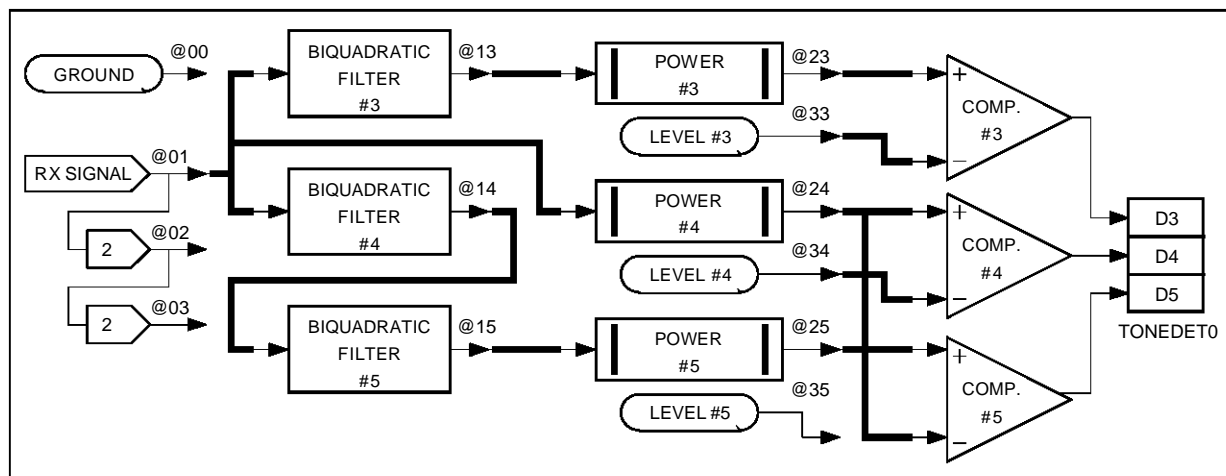 GROUND
@00
BIQUADRATIC
FILTER
#3
@13
POWER
#3
@23
LEVEL #3
@33
+
−
COMP.
#3
RX SIGNAL
@01
2
@02
2
@03
BIQUADRATIC
FILTER
#4
@14
POWER
#4
@24
LEVEL #4
@34
+
−
COMP.
#4
BIQUADRATIC
FILTER
#5
@15
POWER
#5
@25
LEVEL #5
@35
+
−
COMP.
#5
D3
D4
D5
TONEDET0